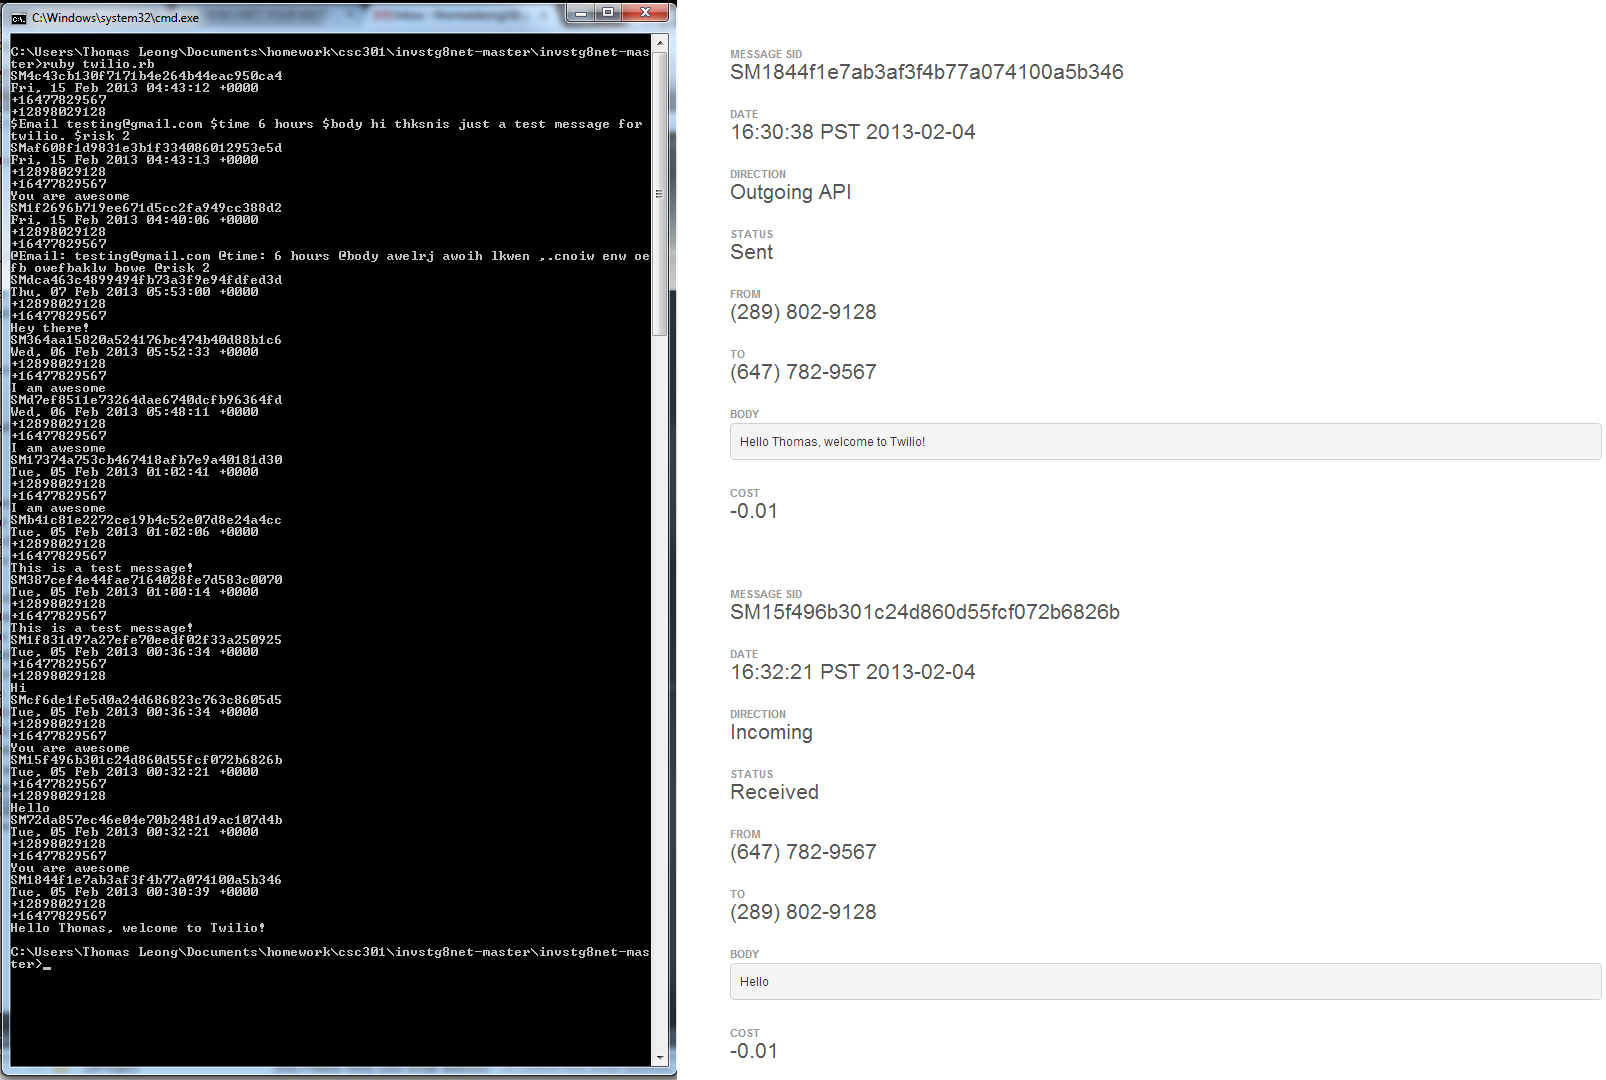 C:\Windows\system32\cmd.exe
C:\Users\Thomas Leong\Documents\homework\csc301\invstg8net-master\invstg8net-mas
ter>ruby twilio.rb
SM4c43cb130f7171b4e264b44eac950ca4
Fri, 15 Feb 2013 04:43:12 +0000
+16477829567
+12898029128
$Email testing@gmail.com $time 6 hours $body hi thksnis just a test message for
twilio. $risk 2
SMaf608f1d9831e3b1f334086012953e5d
Fri, 15 Feb 2013 04:43:13 +0000
+12898029128
+16477829567
You are awesome
SM1f2696b719ee671d5cc2fa949cc388d2
Fri, 15 Feb 2013 04:40:06 +0000
+12898029128
+16477829567
@Email: testing@gmail.com @time: 6 hours @body awelrj awoih lkwen ,.cnoiw enw oe
fb owefbaklw bowe @risk 2
SMdca463c4899494fb73a3f9e94fdfed3d
Thu, 07 Feb 2013 05:53:00 +0000
+12898029128
+16477829567
Hey there!
SM364aa15820a524176bc474b40d88b1c6
Wed, 06 Feb 2013 05:52:33 +0000
+12898029128
+16477829567
I am awesome
SMd7ef8511e73264dae6740dcfb96364fd
Wed, 06 Feb 2013 05:48:11 +0000
+12898029128
+16477829567
I am awesome
SM17374a753cb467418afb7e9a40181d30
Tue, 05 Feb 2013 01:02:41 +0000
+12898029128
+16477829567
I am awesome
SMb41c81e2272ce19b4c52e07d8e24a4cc
Tue, 05 Feb 2013 01:02:06 +0000
+12898029128
+16477829567
This is a test message!
SM387cef4e44fae7164028fe7d583c0070
Tue, 05 Feb 2013 01:00:14 +0000
+12898029128
+16477829567
This is a test message!
SM1f831d97a27efe70eedf02f33a250925
Tue, 05 Feb 2013 00:36:34 +0000
+16477829567
+12898029128
Hi
SMcf6de1fe5d0a24d686823c763c8605d5
Tue, 05 Feb 2013 00:36:34 +0000
+12898029128
+16477829567
You are awesome
SM15f496b301c24d860d55fcf072b6826b
Tue, 05 Feb 2013 00:32:21 +0000
+16477829567
+12898029128
Hello
SM72da857ec46e04e70b2481d9ac107d4b
Tue, 05 Feb 2013 00:32:21 +0000
+12898029128
+16477829567
You are awesome
SM1844f1e7ab3af3f4b77a074100a5b346
Tue, 05 Feb 2013 00:30:39 +0000
+12898029128
+16477829567
Hello Thomas, welcome to Twilio!
C:\Users\Thomas Leong\Documents\homework\csc301\invstg8net-master\invstg8net-mas
ter>_
MESSAGE SID
SM1844f1e7ab3af3f4b77a074100a5b346
DATE
16:30:38 PST 2013-02-04
DIRECTION
Outgoing API
STATUS
Sent
FROM
(289) 802-9128
TO
(647) 782-9567
BODY
Hello Thomas, welcome to Twilio!
COST
-0.01
MESSAGE SID
SM15f496b301c24d860d55fcf072b6826b
DATE
16:32:21 PST 2013-02-04
DIRECTION
Incoming
STATUS
Received
FROM
(647) 782-9567
TO
(289) 802-9128
BODY
Hello
COST
-0.01